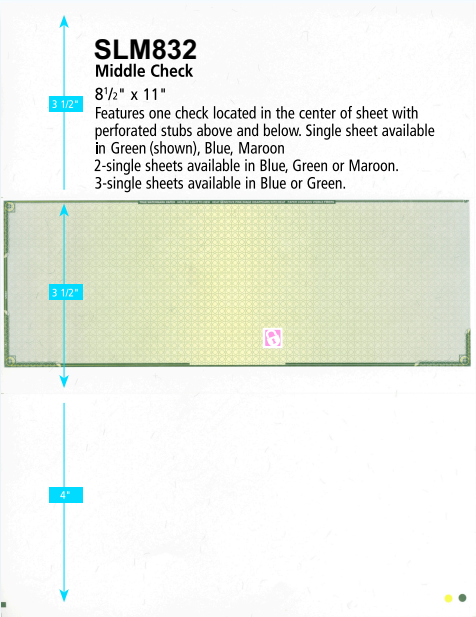 SLM832
Middle Check
8 1/2" x 11"
3 1/2"
Features one check located in the center of sheet with
perforated stubs above and below. Single sheet available
in Green (shown), Blue, Maroon
2-single sheets available in Blue, Green or Maroon.
3-single sheets available in Blue or Green.
3 1/2"
4"